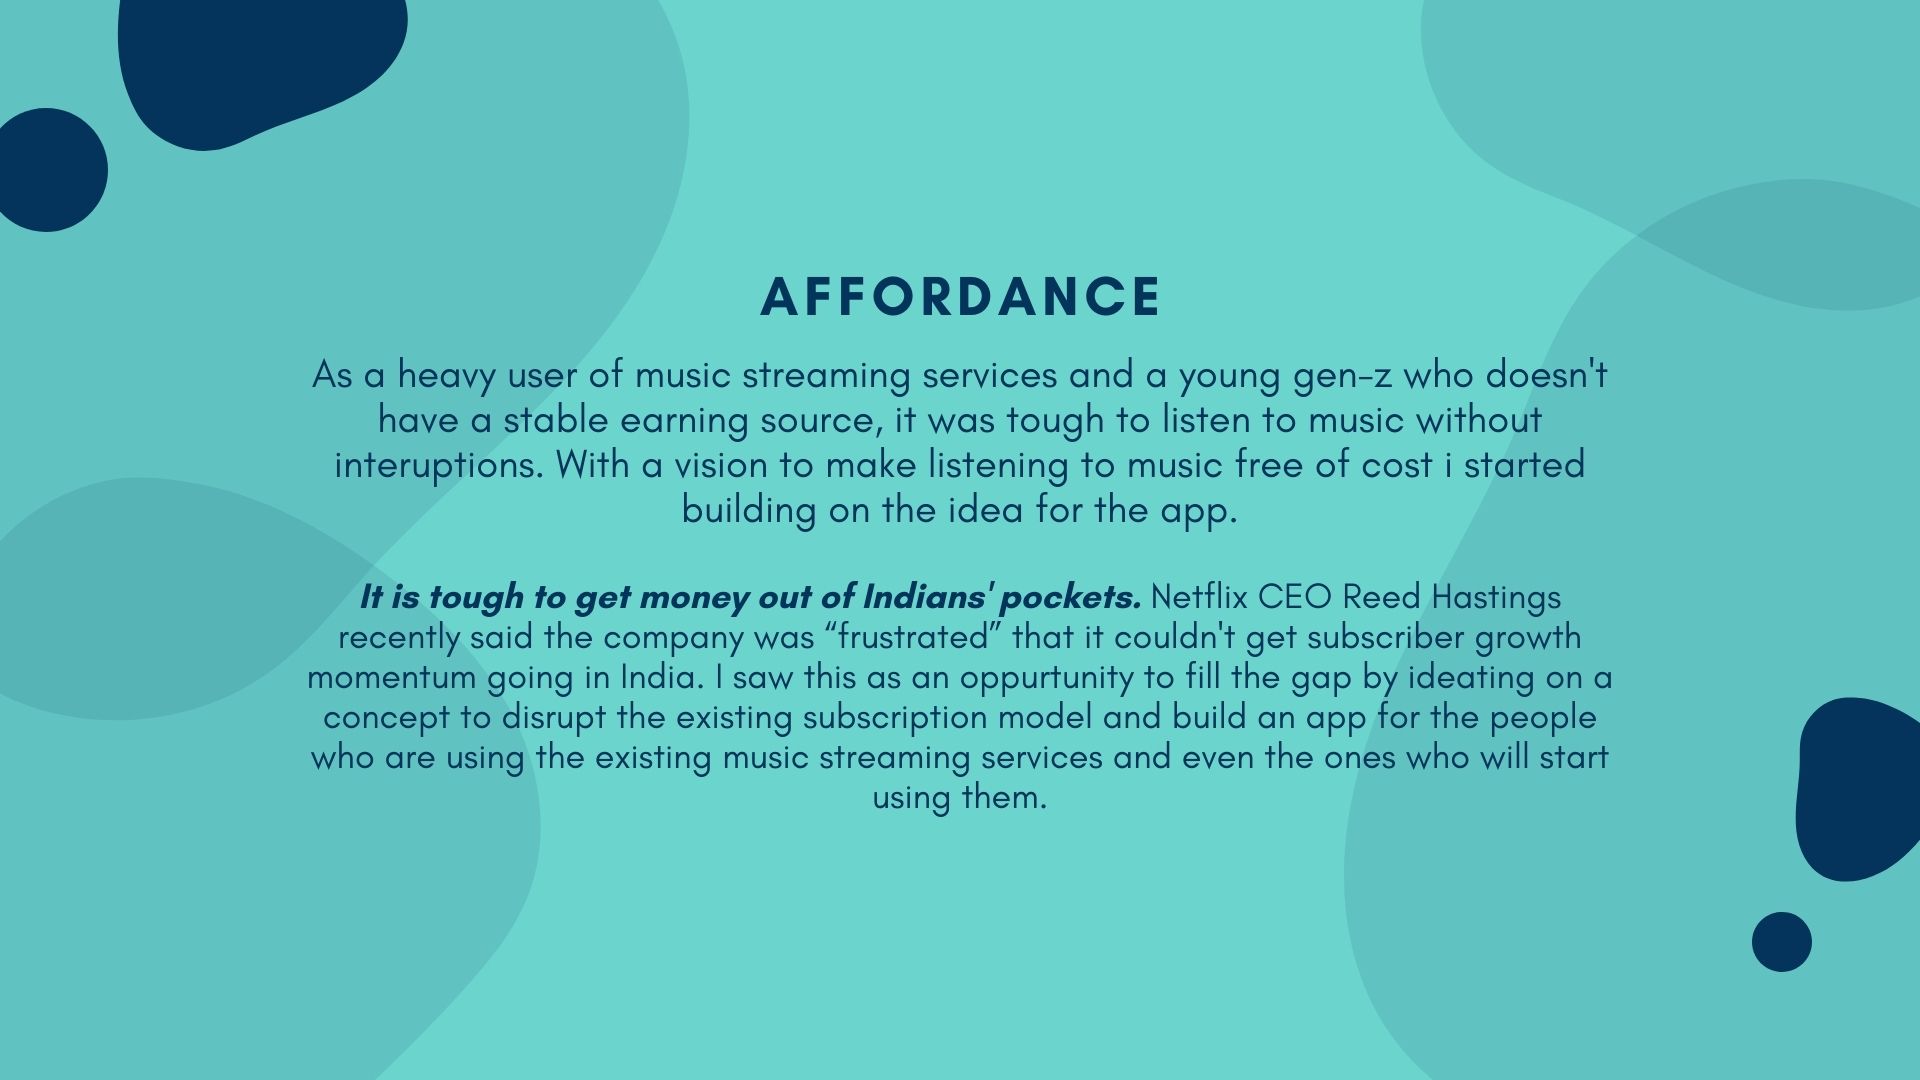 AFFORDANCE
As a heavy user of music streaming services and a young gen-z who doesn't
have a stable earning source, it was tough to listen to music without
interuptions. With a vision to make listening to music free of cost i started
building on the idea for the app.
It is tough to get money out of Indians' pockets. Netflix CEO Reed Hastings
recently said the company was “frustrated” that it couldn't get subscriber growth
momentum going in India. I saw this as an oppurtunity to fill the gap by ideating on a
concept to disrupt the existing subscription model and build an app for the people
who are using the existing music streaming services and even the ones who will start
using them.